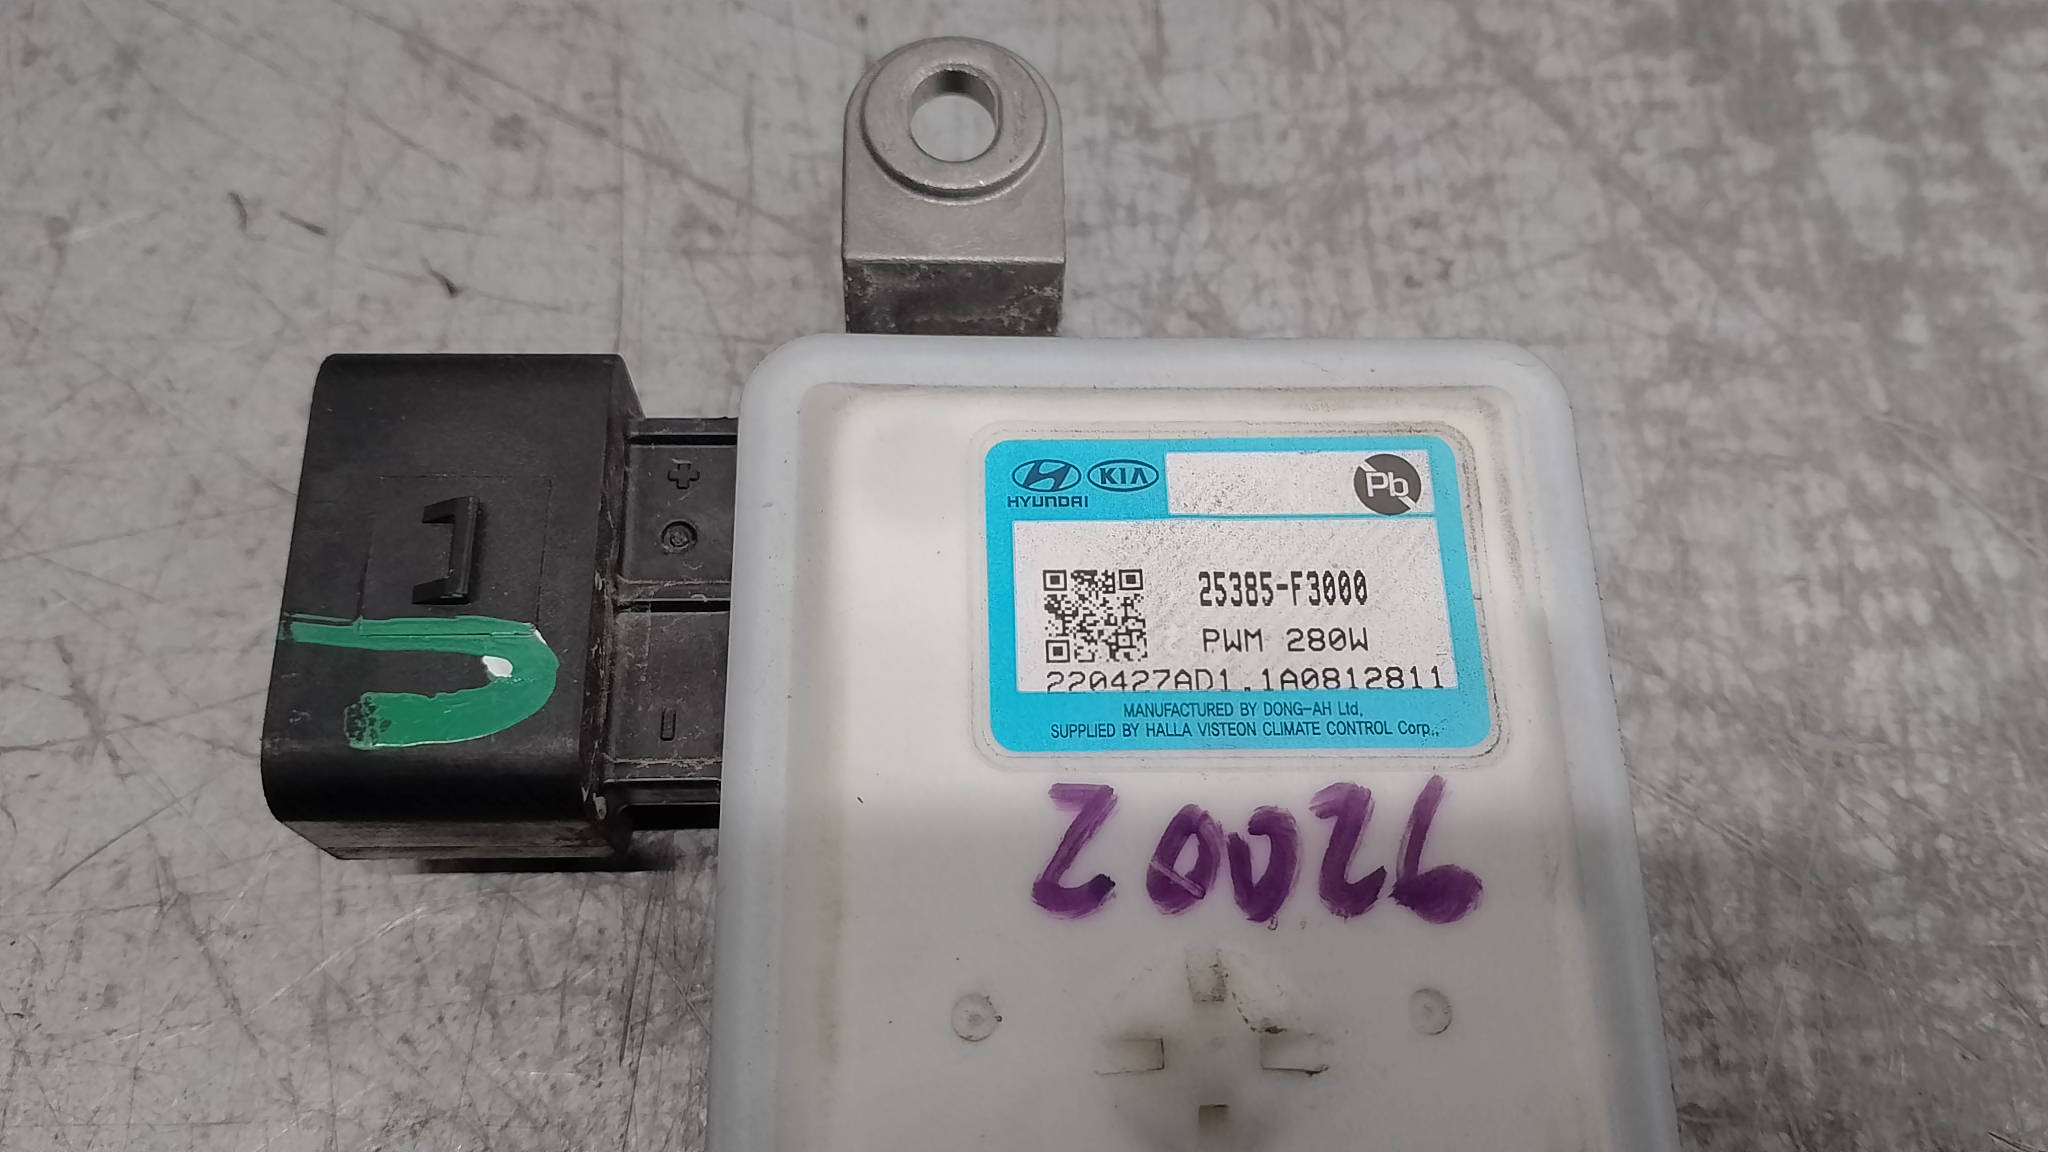 HYUNDAI
KIA
Pb
25385-F3000
PWM 280W
220427AD1.1A0812811
MANUFACTURED BY DONG-AH Ltd,
SUPPLIED BY HALLA VISTEON CLIMATE CONTROL Corp.,
Z0026
+
-